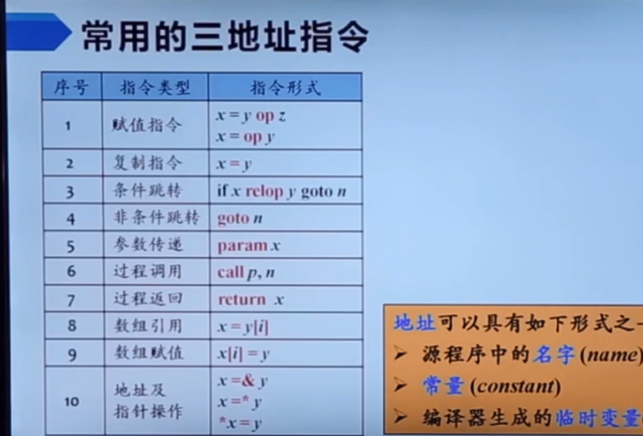 常用的三地址指令
序号 指令类型 指令形式
1 赋值指令 x = y op z
x = op y
2 复制指令 x = y
3 条件跳转 if x relop y goto n
4 非条件跳转 goto n
5 参数传递 param x
6 过程调用 call p, n
7 过程返回 return x
8 数组引用 x = y[i]
9 数组赋值 x[i] = y
10 地址及指针操作 x =& y
x =* y
*x = y
地址可以具有如下形式之一
➢ 源程序中的名字 (name)
➢ 常量 (constant)
➢ 编译器生成的临时变量